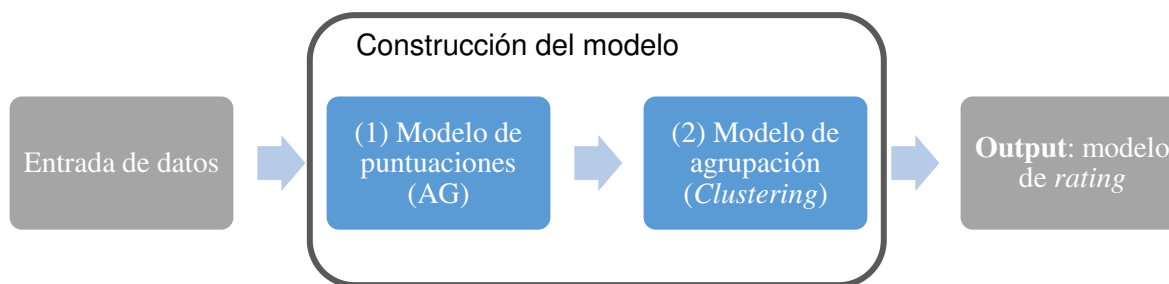 Construcción del modelo
Entrada de datos
(1) Modelo de
puntuaciones
(AG)
(2) Modelo de
agrupación
(Clustering)
Output: modelo
de rating